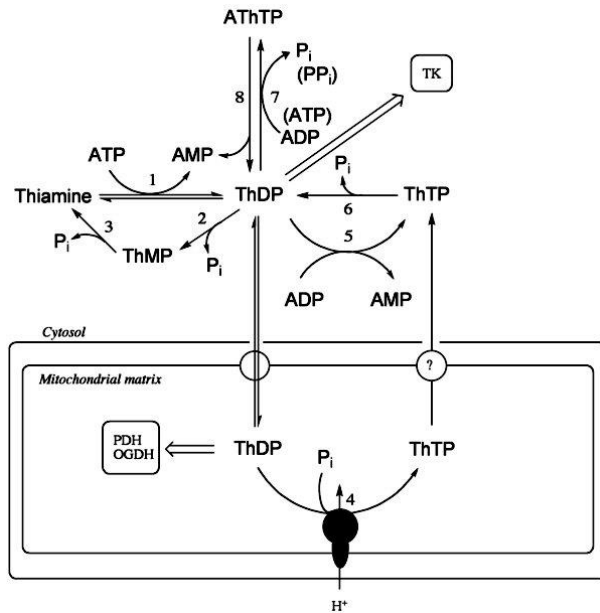 AThTP
Pi
(PPi)
TK
8
7
(ATP)
ADP
ATP
AMP
Pi
1
Thiamine
ThDP
ThTP
6
2
5
3
Pi
ThMP
Pi
ADP
AMP
Cytosol
?
Mitochondrial matrix
PDH
OGDH
ThDP
Pi
ThTP
4
H+